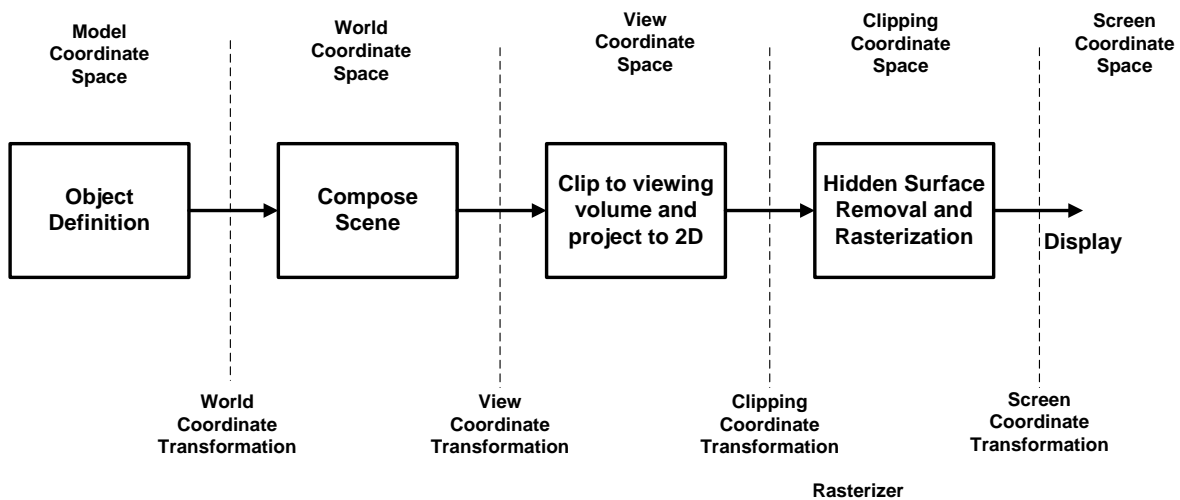 Model
Coordinate
Space
World
Coordinate
Space
View
Coordinate
Space
Clipping
Coordinate
Space
Screen
Coordinate
Space
Object
Definition
Compose
Scene
Clip to viewing
volume and
project to 2D
Hidden Surface
Removal and
Rasterization
Display
World
Coordinate
Transformation
View
Coordinate
Transformation
Clipping
Coordinate
Transformation
Screen
Coordinate
Transformation
Rasterizer